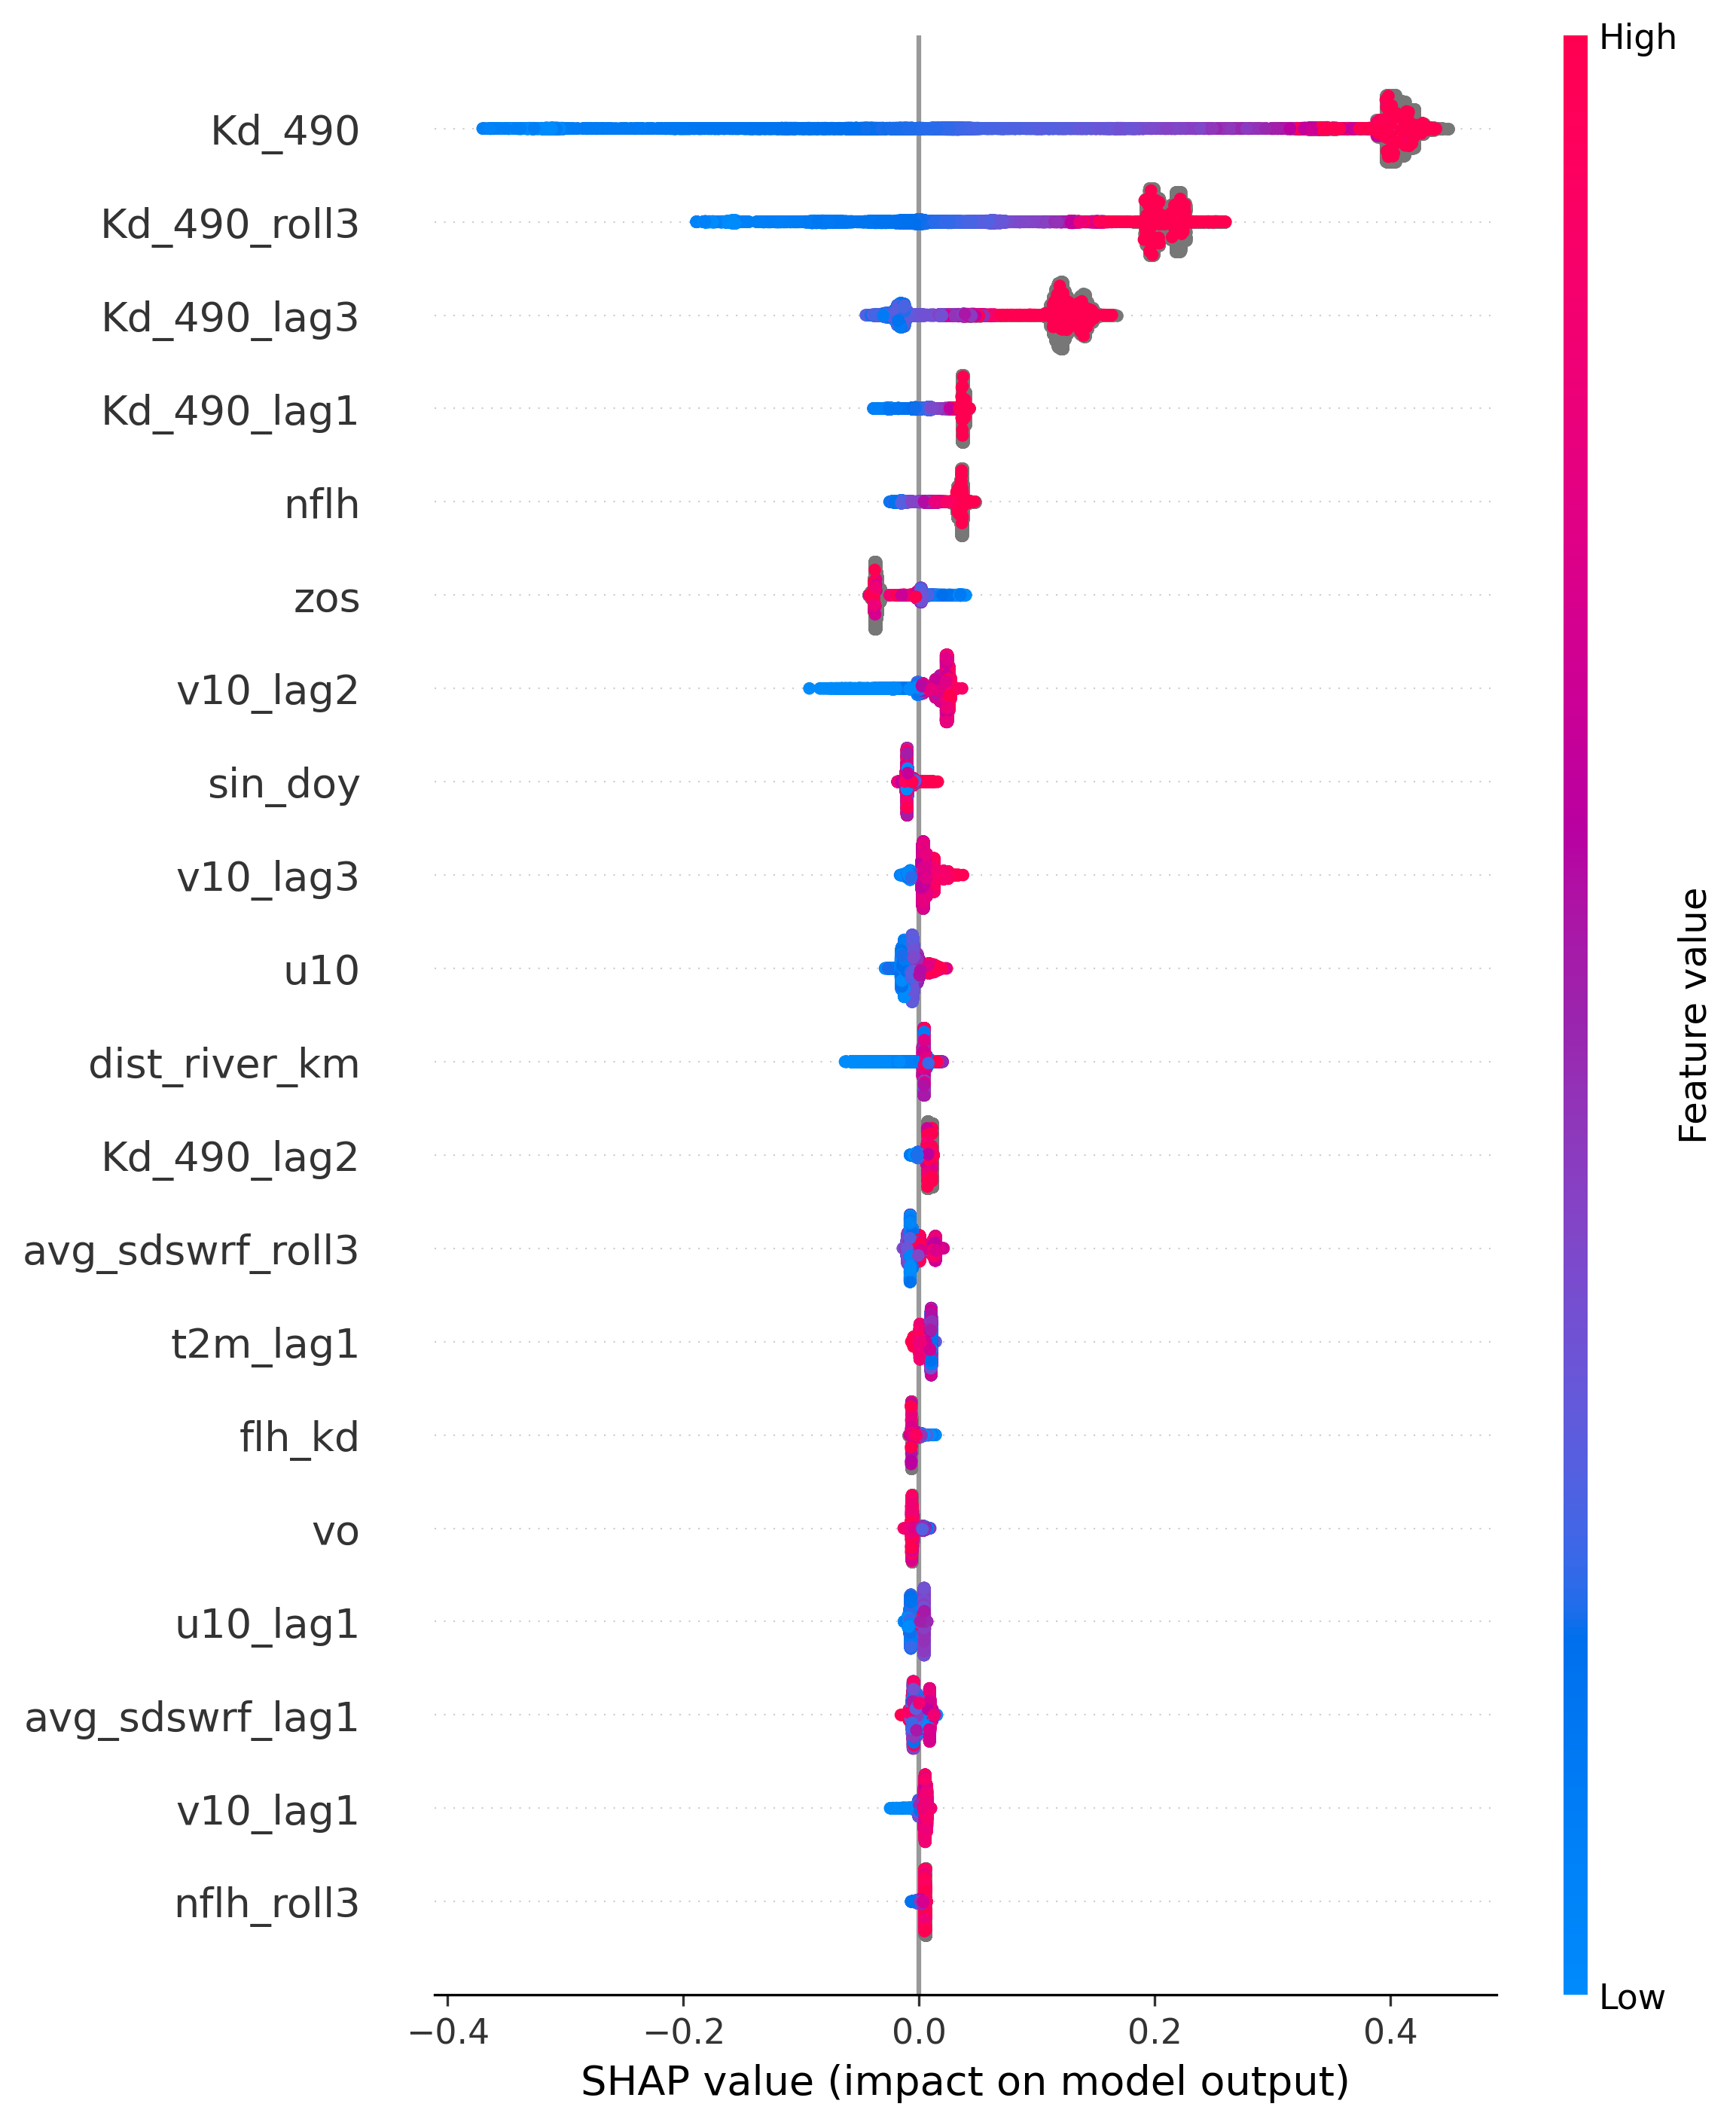 High
Kd_490
Kd_490_roll3
Kd_490_lag3
Kd_490_lag1
nflh
zos
v10_lag2
sin_doy
v10_lag3
u10
dist_river_km
Kd_490_lag2
avg_sdswrf_roll3
t2m_lag1
flh_kd
vo
u10_lag1
avg_sdswrf_lag1
v10_lag1
nflh_roll3
Feature value
Low
−0.4 −0.2 0.0 0.2 0.4
SHAP value (impact on model output)